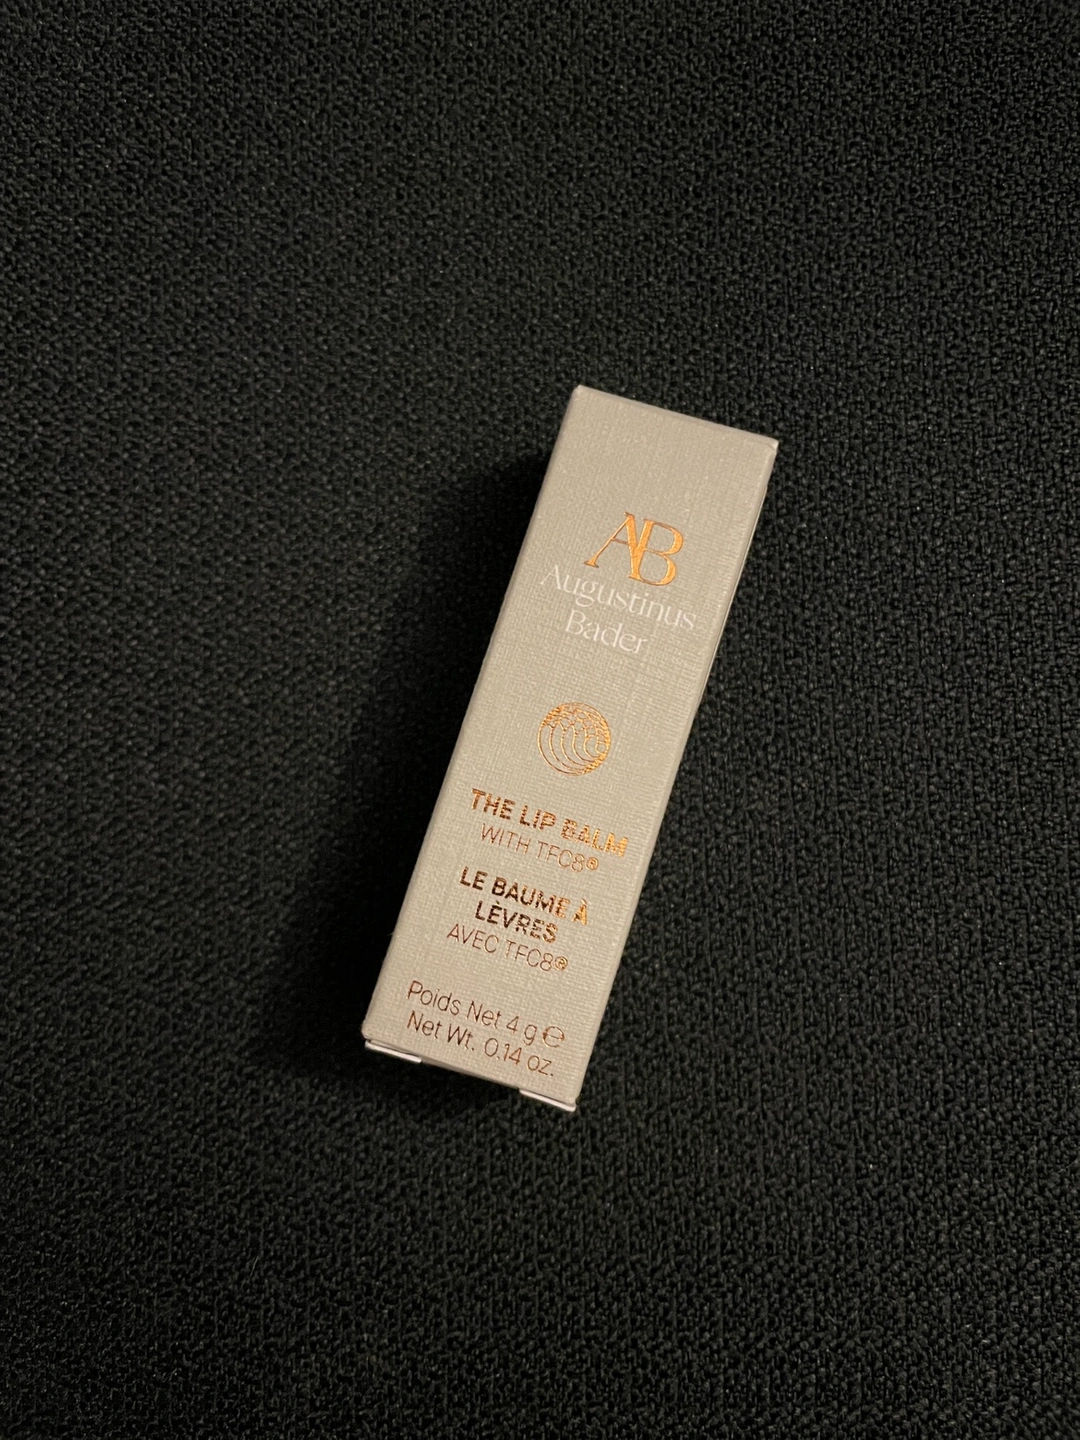 AB
Augustinus
Bader
THE LIP BALM
WITH TFC8®
LE BAUME À
LÈVRES
AVEC TFC8®
Poids Net 4 g ℮
Net Wt. 0.14 oz.